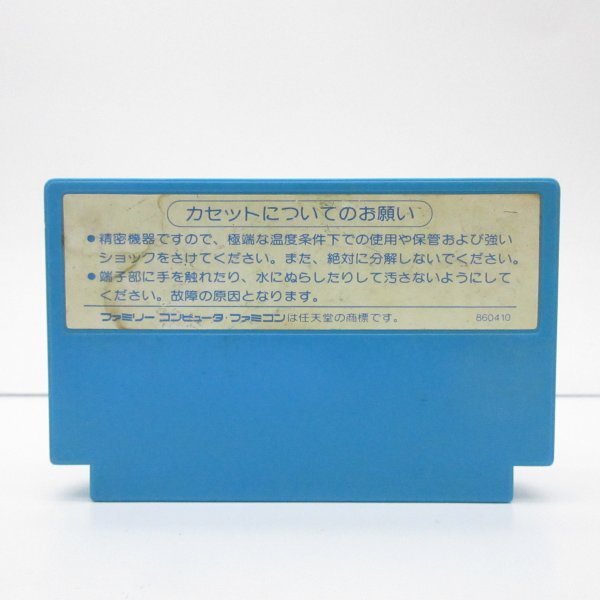 カセットについてのお願い
●精密機器ですので、極端な温度条件下での使用や保管および強い
ショックをさけてください。また、絶対に分解しないでください。
●端子部に手を触れたり、水にぬらしたりして汚さないようにして
ください。故障の原因となります。
ファミリー コンピュータ・ファミコンは任天堂の商標です。 860410